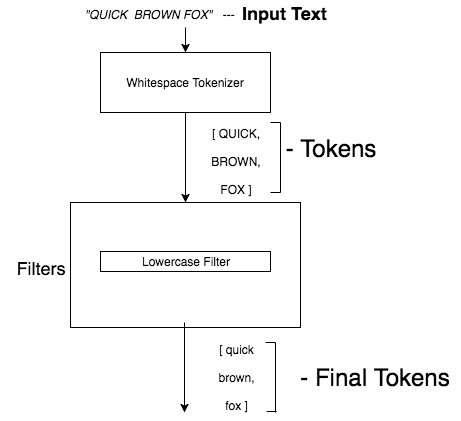 "QUICK  BROWN FOX" --- Input Text
Whitespace Tokenizer
[ QUICK,
BROWN,
FOX ]
- Tokens
Filters
Lowercase Filter
[ quick
brown,
fox ]
- Final Tokens